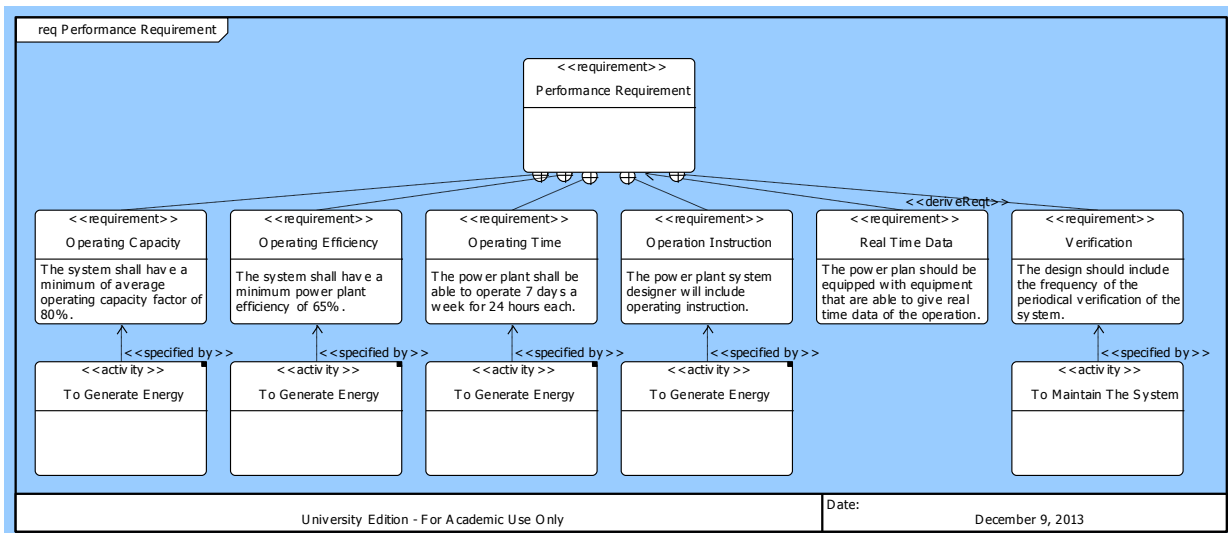 req Performance Requirement
<<requirement>>
Performance Requirement
<<deriveReqt>>
<<requirement>>
Operating Capacity
The system shall have a
minimum of average
operating capacity factor of
80%.
<<requirement>>
Operating Efficiency
The system shall have a
minimum power plant
efficiency of 65%.
<<requirement>>
Operating Time
The power plant shall be
able to operate 7 days a
week for 24 hours each.
<<requirement>>
Operation Instruction
The power plant system
designer will include
operating instruction.
<<requirement>>
Real Time Data
The power plan should be
equipped with equipment
that are able to give real
time data of the operation.
<<requirement>>
Verification
The design should include
the frequency of the
periodical verification of the
system.
<<specified by>>
<<specified by>>
<<specified by>>
<<specified by>>
<<specified by>>
<<activity>>
To Generate Energy
<<activity>>
To Generate Energy
<<activity>>
To Generate Energy
<<activity>>
To Generate Energy
<<activity>>
To Maintain The System
University Edition - For Academic Use Only
Date:
December 9, 2013